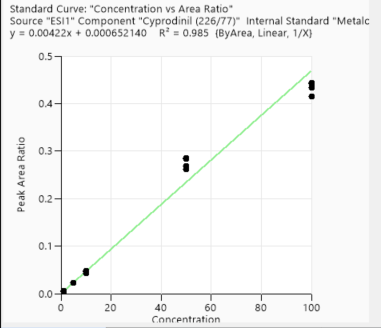 Standard Curve: "Concentration vs Area Ratio"
Source "ESI1" Component "Cyprodinil (226/77)" Internal Standard "Metalc
y = 0.00422x + 0.000652140 R² = 0.985 (ByArea, Linear, 1/X)
0.5
0.4
0.3
0.2
0.1
0.0
Peak Area Ratio
0 20 40 60 80 100
Concentration